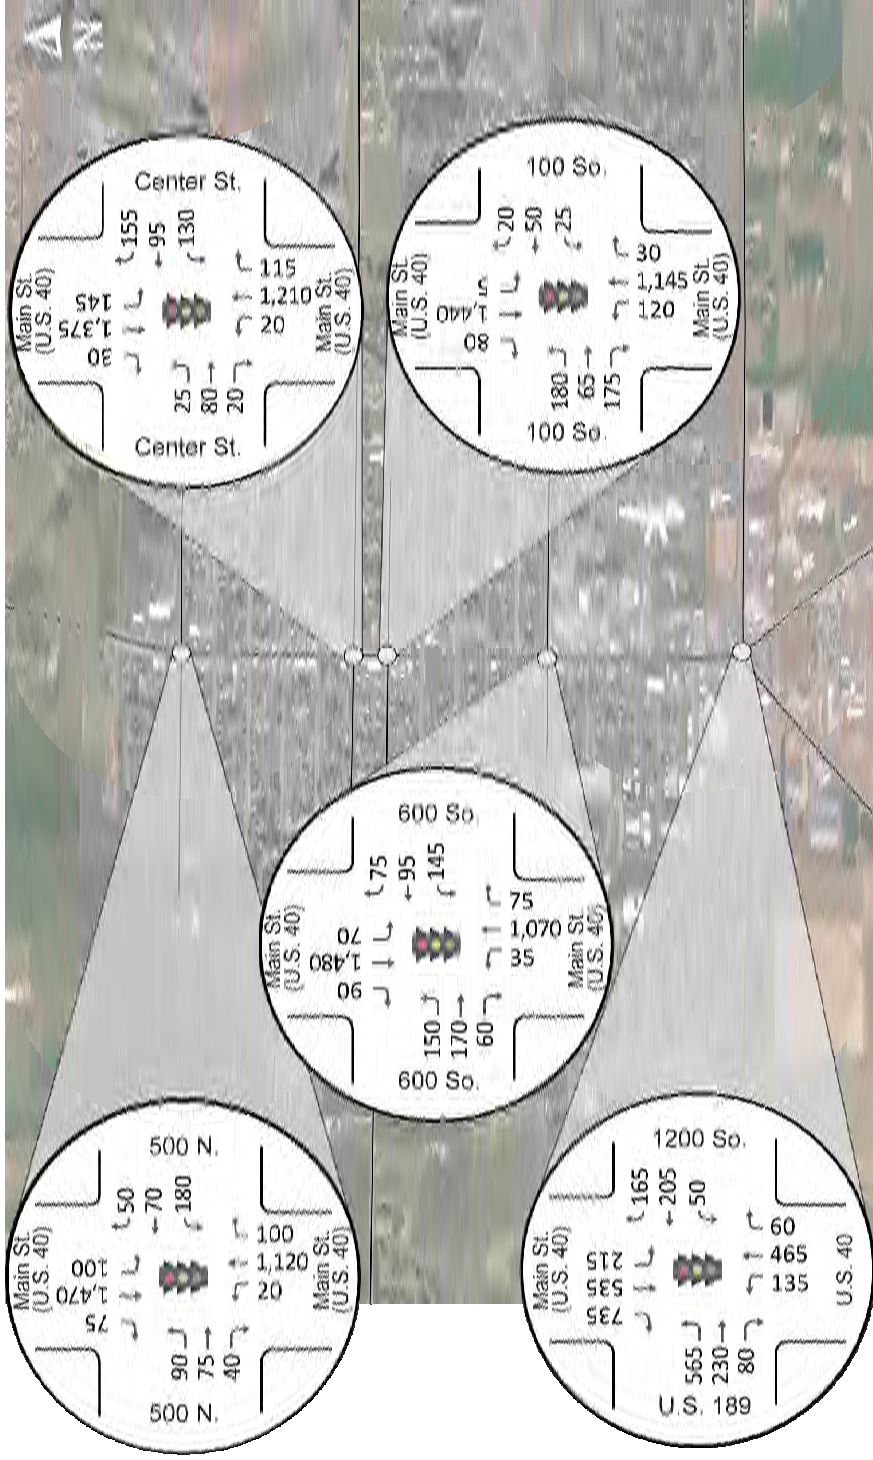 N
Center St.
155
95
130
Main St.
(U.S. 40)
145
1,375
30
115
1,210
20
Main St.
(U.S. 40)
25
80
20
Center St.
100 So.
20
50
25
Main St.
(U.S. 40)
5
1,440
80
30
1,145
120
Main St.
(U.S. 40)
180
65
175
100 So.
600 So.
75
95
145
Main St.
(U.S. 40)
70
1,480
90
75
1,070
35
Main St.
(U.S. 40)
150
170
60
600 So.
500 N.
50
70
180
Main St.
(U.S. 40)
100
1,470
75
100
1,120
20
Main St.
(U.S. 40)
90
75
40
500 N.
1200 So.
165
205
50
Main St.
(U.S. 40)
215
535
735
60
465
135
U.S. 40
565
230
80
U.S. 189